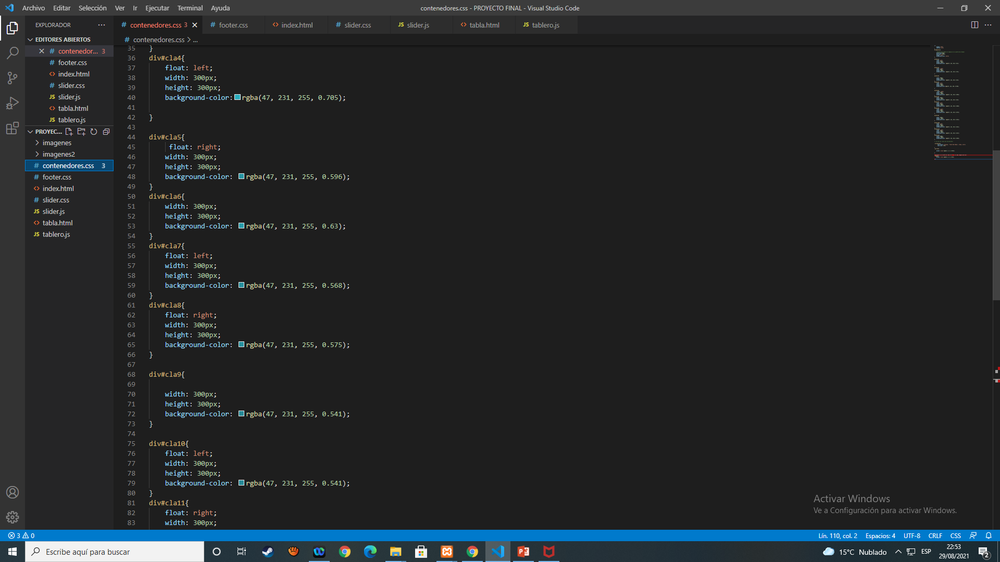 Archivo Editar Selección Ver Ir Ejecutar Terminal Ayuda
contenedores.css - PROYECTO FINAL - Visual Studio Code
EXPLORADOR
EDITORES ABIERTOS
# contenedor... 3
# footer.css
<> index.html
# slider.css
JS slider.js
<> tabla.html
JS tablero.js
PROYEC...
imagenes
imagenes2
# contenedores.css 3
# footer.css
<> index.html
# slider.css
JS slider.js
<> tabla.html
JS tablero.js
# contenedores.css 3 # footer.css <> index.html # slider.css JS slider.js <> tabla.html JS tablero.js
# contenedores.css > ...
35 }
36 div#cla4{
37 float: left;
38 width: 300px;
39 height: 300px;
40 background-color: rgba(47, 231, 255, 0.705);
41
42 }
43
44 div#cla5{
45 float: right;
46 width: 300px;
47 height: 300px;
48 background-color: rgba(47, 231, 255, 0.596);
49 }
50 div#cla6{
51 width: 300px;
52 height: 300px;
53 background-color: rgba(47, 231, 255, 0.63);
54 }
55 div#cla7{
56 float: left;
57 width: 300px;
58 height: 300px;
59 background-color: rgba(47, 231, 255, 0.568);
60 }
61 div#cla8{
62 float: right;
63 width: 300px;
64 height: 300px;
65 background-color: rgba(47, 231, 255, 0.575);
66 }
67
68 div#cla9{
69
70 width: 300px;
71 height: 300px;
72 background-color: rgba(47, 231, 255, 0.541);
73 }
74
75 div#cla10{
76 float: left;
77 width: 300px;
78 height: 300px;
79 background-color: rgba(47, 231, 255, 0.541);
80 }
81 div#cla11{
82 float: right;
83 width: 300px;
Activar Windows
Ve a Configuración para activar Windows.
3 0
Lín. 110, col. 2 Espacios: 4 UTF-8 CRLF CSS
Escribe aquí para buscar
15°C Nublado
ESP
22:53
29/08/2021
2